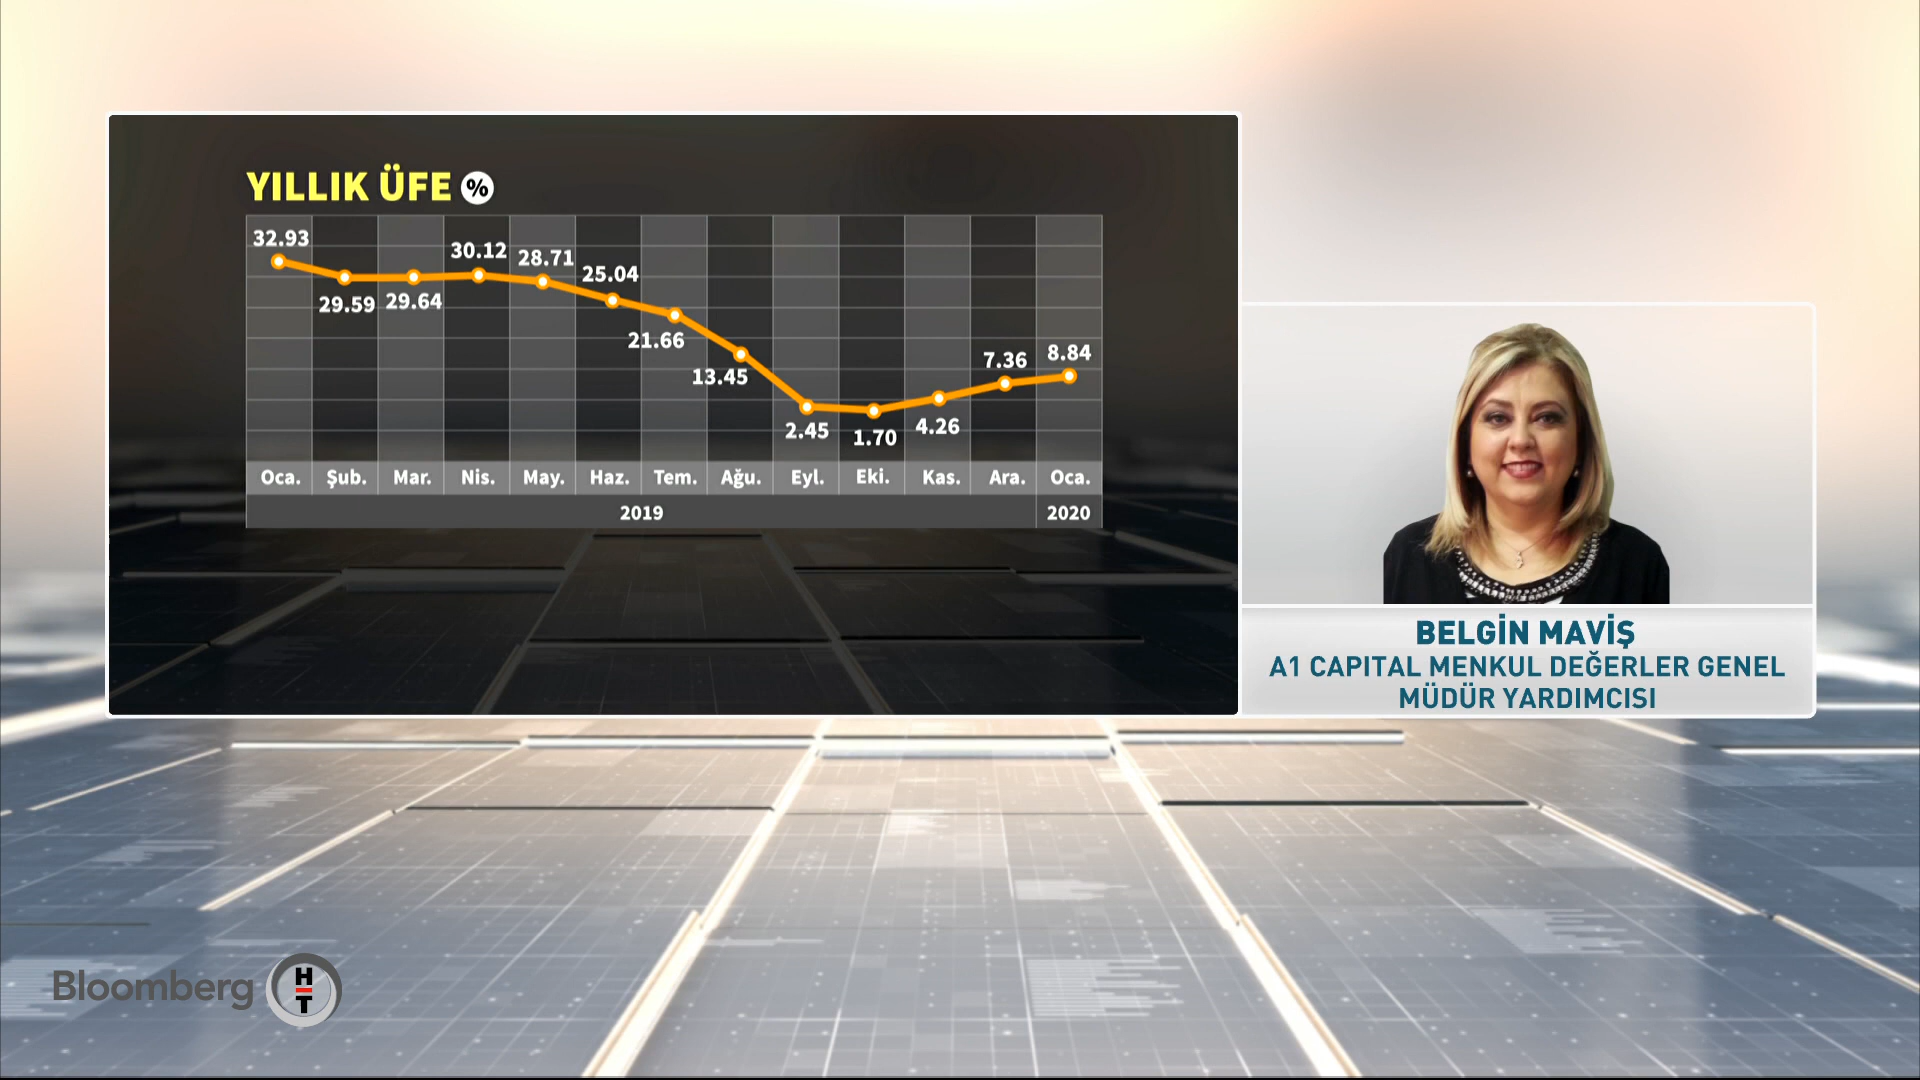 YILLIK ÜFE %
32.93
29.59
29.64
30.12
28.71
25.04
21.66
13.45
2.45
1.70
4.26
7.36
8.84
Oca. Şub. Mar. Nis. May. Haz. Tem. Ağu. Eyl. Eki. Kas. Ara. Oca.
2019 2020
BELGİN MAVİŞ
A1 CAPITAL MENKUL DEĞERLER GENEL
MÜDÜR YARDIMCISI
Bloomberg HT